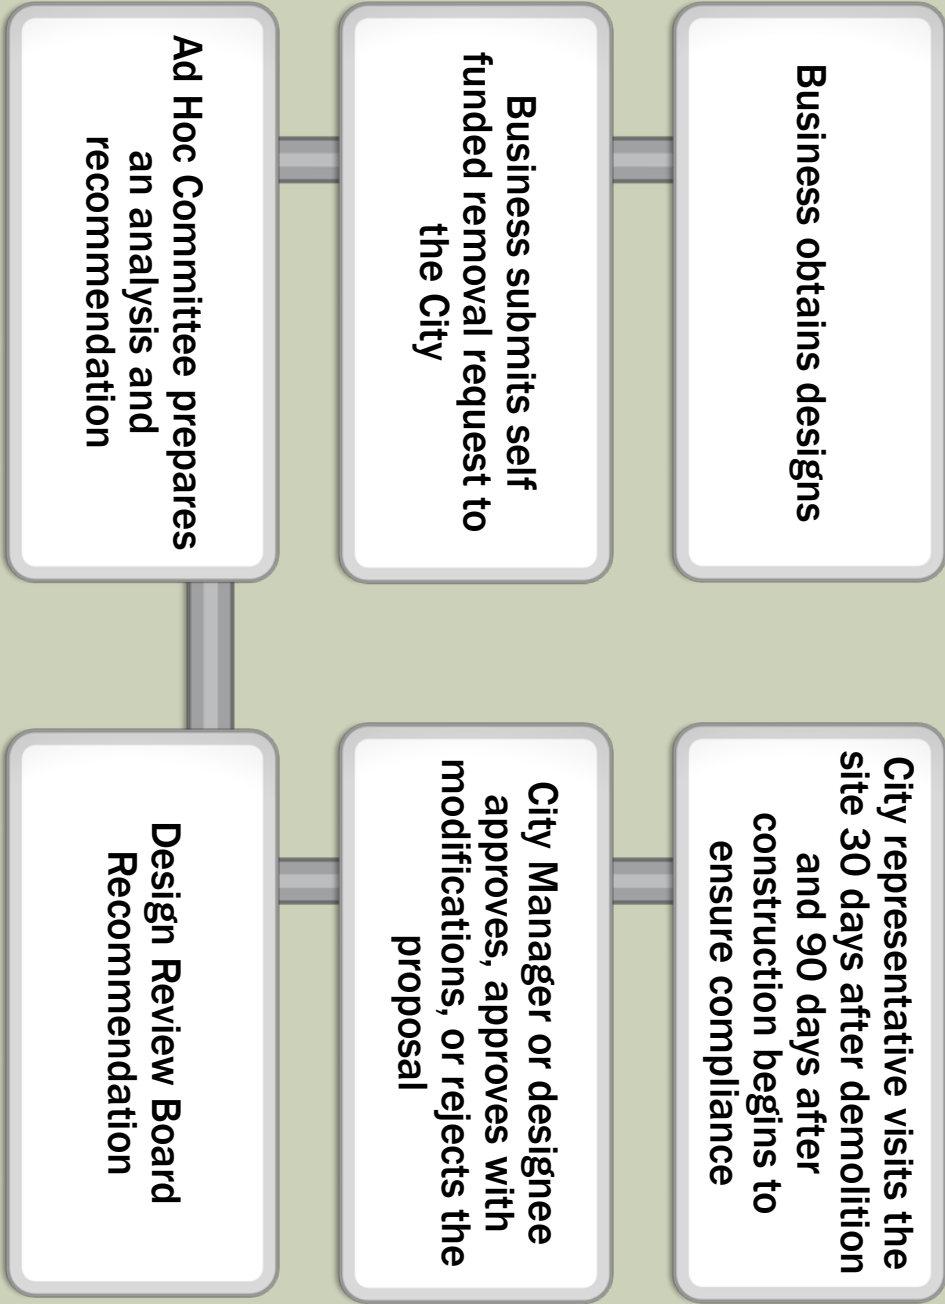 Business obtains designs
Business submits self
funded removal request to
the City
Ad Hoc Committee prepares
an analysis and
recommendation
Design Review Board
Recommendation
City Manager or designee
approves, approves with
modifications, or rejects the
proposal
City representative visits the
site 30 days after demolition
and 90 days after
construction begins to
ensure compliance